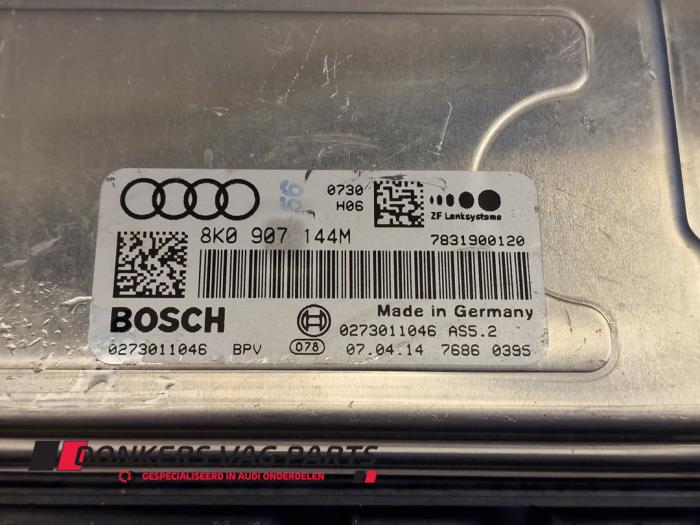 56
0730
H06
ZF Lenksysteme
8K0 907 144M
7831900120
BOSCH
Made in Germany
0273011046 AS5.2
0273011046 BPV 078 07.04.14 7686 0395
DONKERS VAG PARTS
GESPECIALISEERD IN AUDI ONDERDELEN